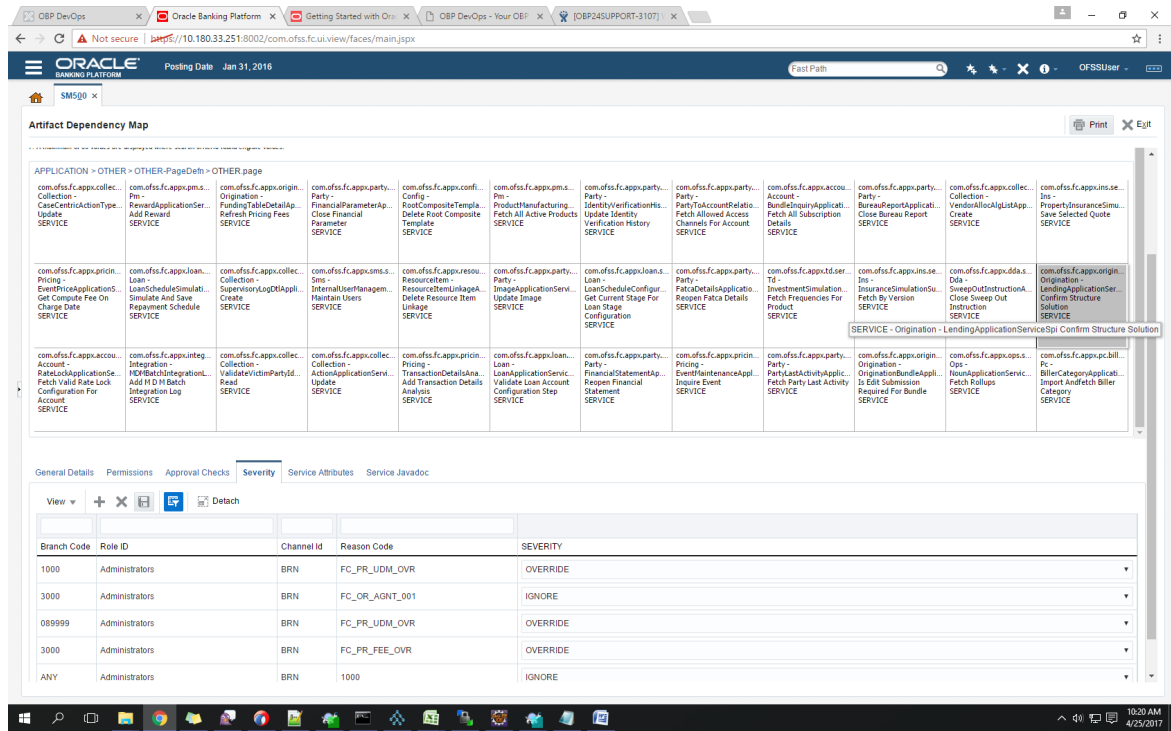 OBP DevOps
Oracle Banking Platform
Getting Started with Ora
OBP DevOps - Your OBP
[OBP24SUPPORT-3107]
Not secure | https://10.180.33.251:8002/com.ofss.fc.ui.view/faces/main.jspx
ORACLE
BANKING PLATFORM
Posting Date Jan 31, 2016
Fast Path
OFSSUser
SM500
Artifact Dependency Map
Print
Exit
APPLICATION > OTHER > OTHER-PageDefn > OTHER.page
com.ofss.fc.appx.collec... com.ofss.fc.appx.pm.s... com.ofss.fc.appx.origin... com.ofss.fc.appx.party,... com.ofss.fc.appx.confi... com.ofss.fc.appx.pm.s... com.ofss.fc.appx.party,... com.ofss.fc.appx.party,... com.ofss.fc.appx.accou... com.ofss.fc.appx.party,... com.ofss.fc.appx.collec... com.ofss.fc.appx.ins.se...
Collection - Pm - Origination - Party - Config - Pm - Party - Party - Account - Party - Collection - Ins -
CaseCentricActionType... RewardApplicationSer... FundingTableDetailAp... FinancialParameterAp... RootCompositeTempla... ProductManufacturing... IdentityVerificationHis... PartyToAccountRelatio... BundleInquiryApplicati... BureauReportApplicati... VendorAllocAlgListApp... PropertyInsuranceSimu...
Update Add Reward Refresh Pricing Fees Close Financial Delete Root Composite Fetch All Active Products Update Identity Fetch Allowed Access Fetch All Subscription Close Bureau Report Create Save Selected Quote
SERVICE SERVICE SERVICE Parameter Template SERVICE Verification History Channels For Account Details SERVICE SERVICE SERVICE
SERVICE SERVICE SERVICE SERVICE SERVICE
com.ofss.fc.appx.pricin... com.ofss.fc.appx.loan,... com.ofss.fc.appx.collec... com.ofss.fc.appx.sms.s... com.ofss.fc.appx.resou... com.ofss.fc.appx.party,... com.ofss.fc.appx.loan.s... com.ofss.fc.appx.party,... com.ofss.fc.appx.td.ser... com.ofss.fc.appx.ins.se... com.ofss.fc.appx.dda.s... com.ofss.fc.appx.origin...
Pricing - Loan - Collection - Sms - Resourceitem - Party - Loan - Party - Td - Ins - Dda - Origination -
EventPriceApplicationS... LoanScheduleSimulati... SupervisoryLogDtlAppli... InternalUserManagem... ResourceItemLinkageA... ImageApplicationServi... LoanScheduleConfigur... FatcaDetailsApplicatio... InvestmentSimulation... InsuranceSimulationSu... SweepOutInstructionA... LendingApplicationSer...
Get Compute Fee On Simulate And Save Create Maintain Users Delete Resource Item Update Image Get Current Stage For Reopen Fatca Details Fetch Frequencies For Fetch By Version Close Sweep Out Confirm Structure
Charge Date Repayment Schedule SERVICE SERVICE Linkage SERVICE Loan Stage SERVICE Product SERVICE Instruction Solution
SERVICE SERVICE SERVICE Configuration SERVICE SERVICE SERVICE
SERVICE
SERVICE - Origination - LendingApplicationServiceSpi Confirm Structure Solution
com.ofss.fc.appx.accou... com.ofss.fc.appx.integ... com.ofss.fc.appx.collec... com.ofss.fc.appx.collec... com.ofss.fc.appx.pricin... com.ofss.fc.appx.loan,... com.ofss.fc.appx.party,... com.ofss.fc.appx.pricin... com.ofss.fc.appx.party,... com.ofss.fc.appx.origin... com.ofss.fc.appx.ops.s... com.ofss.fc.appx.pc.bill...
Account - Integration - Collection - Collection - Pricing - Loan - Party - Pricing - Party - Origination - Ops - Pc -
RateLockApplicationSe... MDMBatchIntegrationL... ValidateVictimPartyId... ActionApplicationServi... TransactionDetailsAna... LoanApplicationServic... FinancialStatementAp... EventMaintenanceAppl... PartyLastActivityApplic... OriginationBundleAppli... NounApplicationServic... BillerCategoryApplicati...
Fetch Valid Rate Lock Add M D M Batch Read Update Add Transaction Details Validate Loan Account Reopen Financial Inquire Event Fetch Party Last Activity Is Edit Submission Fetch Rollups Import Andfetch Biller
Configuration For Integration Log SERVICE SERVICE Analysis Configuration Step Statement SERVICE SERVICE Required For Bundle SERVICE Category
Account SERVICE SERVICE SERVICE SERVICE SERVICE SERVICE
SERVICE
General Details Permissions Approval Checks Severity Service Attributes Service Javadoc
View Detach
Branch Code Role ID Channel Id Reason Code SEVERITY
1000 Administrators BRN FC_PR_UDM_OVR OVERRIDE
3000 Administrators BRN FC_OR_AGNT_001 IGNORE
089999 Administrators BRN FC_PR_UDM_OVR OVERRIDE
3000 Administrators BRN FC_PR_FEE_OVR OVERRIDE
ANY Administrators BRN 1000 IGNORE
10:20 AM
4/25/2017